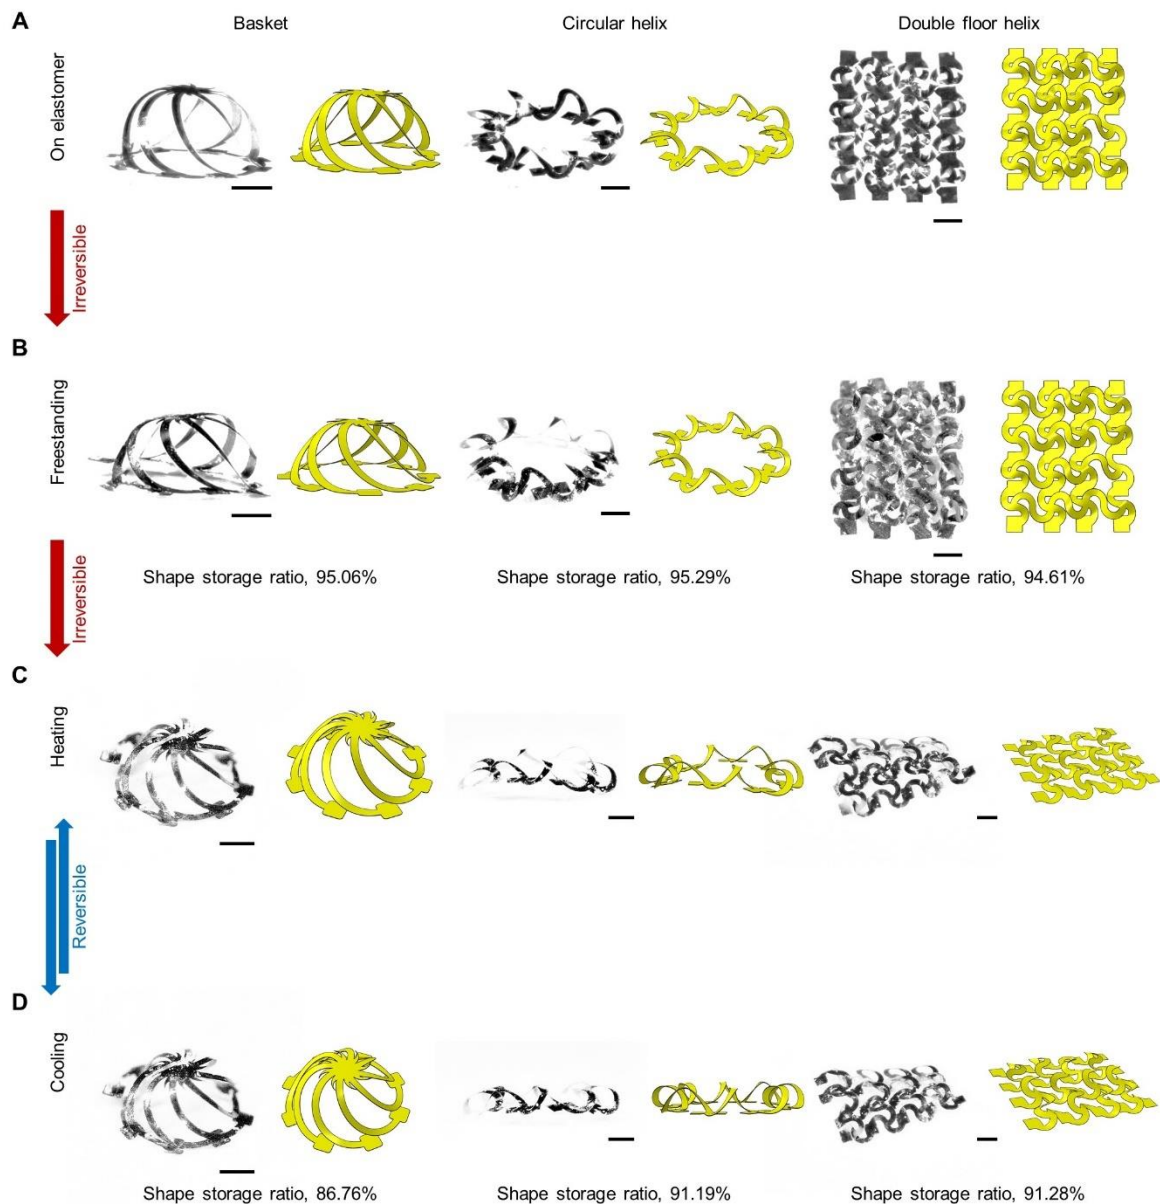 A
Basket
Circular helix
Double floor helix
On elastomer
Irreversible
B
Freestanding
Shape storage ratio, 95.06%
Shape storage ratio, 95.29%
Shape storage ratio, 94.61%
Irreversible
C
Heating
Reversible
D
Cooling
Shape storage ratio, 86.76%
Shape storage ratio, 91.19%
Shape storage ratio, 91.28%